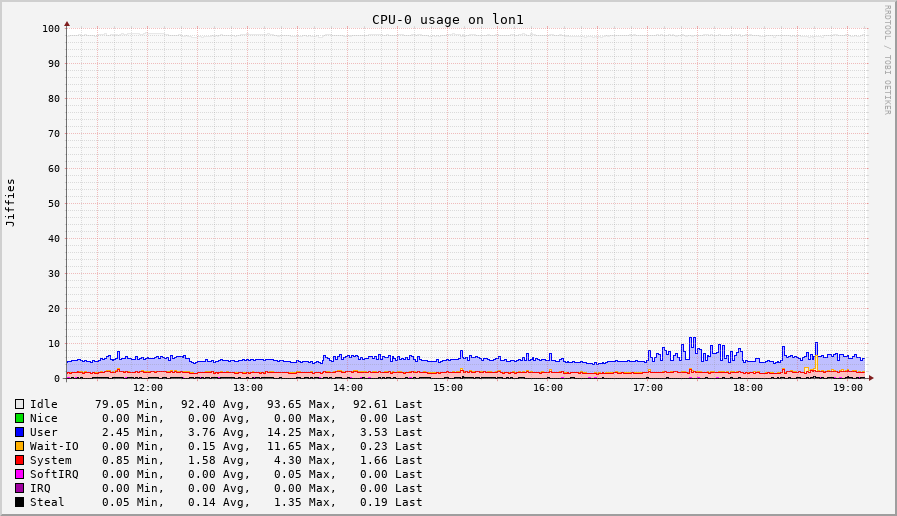 CPU-0 usage on lon1
RRDTOOL / TOBI OETIKER
Jiffies
100
90
80
70
60
50
40
30
20
10
0
12:00 13:00 14:00 15:00 16:00 17:00 18:00 19:00
Idle 79.05 Min, 92.40 Avg, 93.65 Max, 92.61 Last
Nice 0.00 Min, 0.00 Avg, 0.00 Max, 0.00 Last
User 2.45 Min, 3.76 Avg, 14.25 Max, 3.53 Last
Wait-IO 0.00 Min, 0.15 Avg, 11.65 Max, 0.23 Last
System 0.85 Min, 1.58 Avg, 4.30 Max, 1.66 Last
SoftIRQ 0.00 Min, 0.00 Avg, 0.05 Max, 0.00 Last
IRQ 0.00 Min, 0.00 Avg, 0.00 Max, 0.00 Last
Steal 0.05 Min, 0.14 Avg, 1.35 Max, 0.19 Last